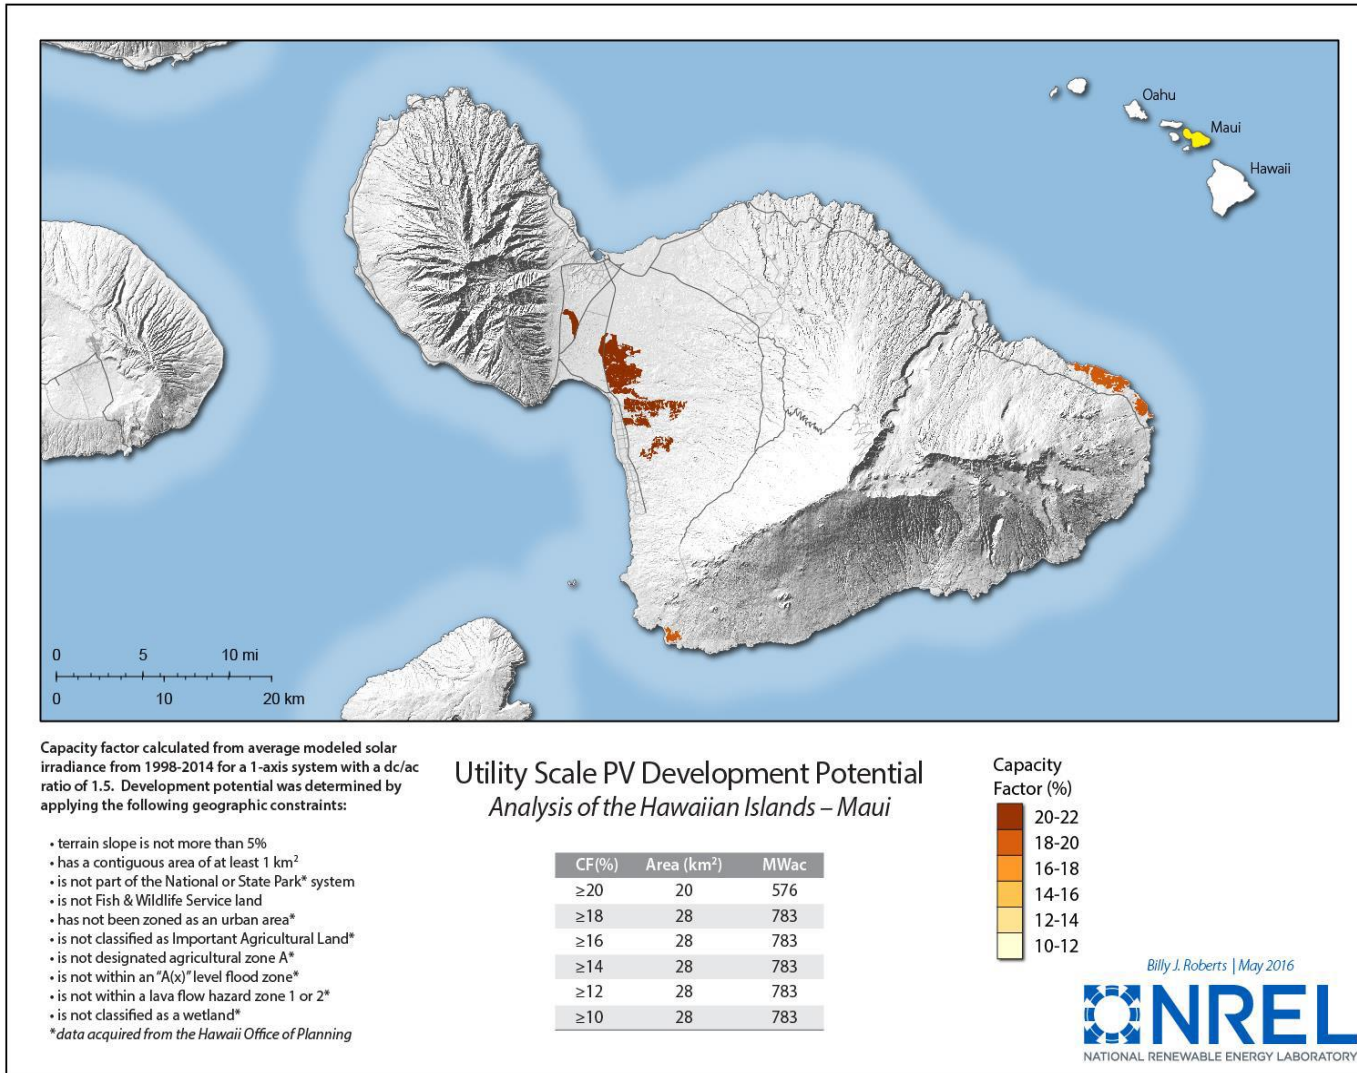 Oahu
Maui
Hawaii
0 5 10 mi
0 10 20 km
Capacity factor calculated from average modeled solar
irradiance from 1998-2014 for a 1-axis system with a dc/ac
ratio of 1.5. Development potential was determined by
applying the following geographic constraints:
• terrain slope is not more than 5%
• has a contiguous area of at least 1 km²
• is not part of the National or State Park* system
• is not Fish & Wildlife Service land
• has not been zoned as an urban area*
• is not classified as Important Agricultural Land*
• is not designated agricultural zone A*
• is not within an "A(x)" level flood zone*
• is not within a lava flow hazard zone 1 or 2*
• is not classified as a wetland*
*data acquired from the Hawaii Office of Planning
Utility Scale PV Development Potential
Analysis of the Hawaiian Islands – Maui
CF(%) Area (km²) MWac
≥20 20 576
≥18 28 783
≥16 28 783
≥14 28 783
≥12 28 783
≥10 28 783
Capacity
Factor (%)
20-22
18-20
16-18
14-16
12-14
10-12
Billy J. Roberts | May 2016
NREL
NATIONAL RENEWABLE ENERGY LABORATORY